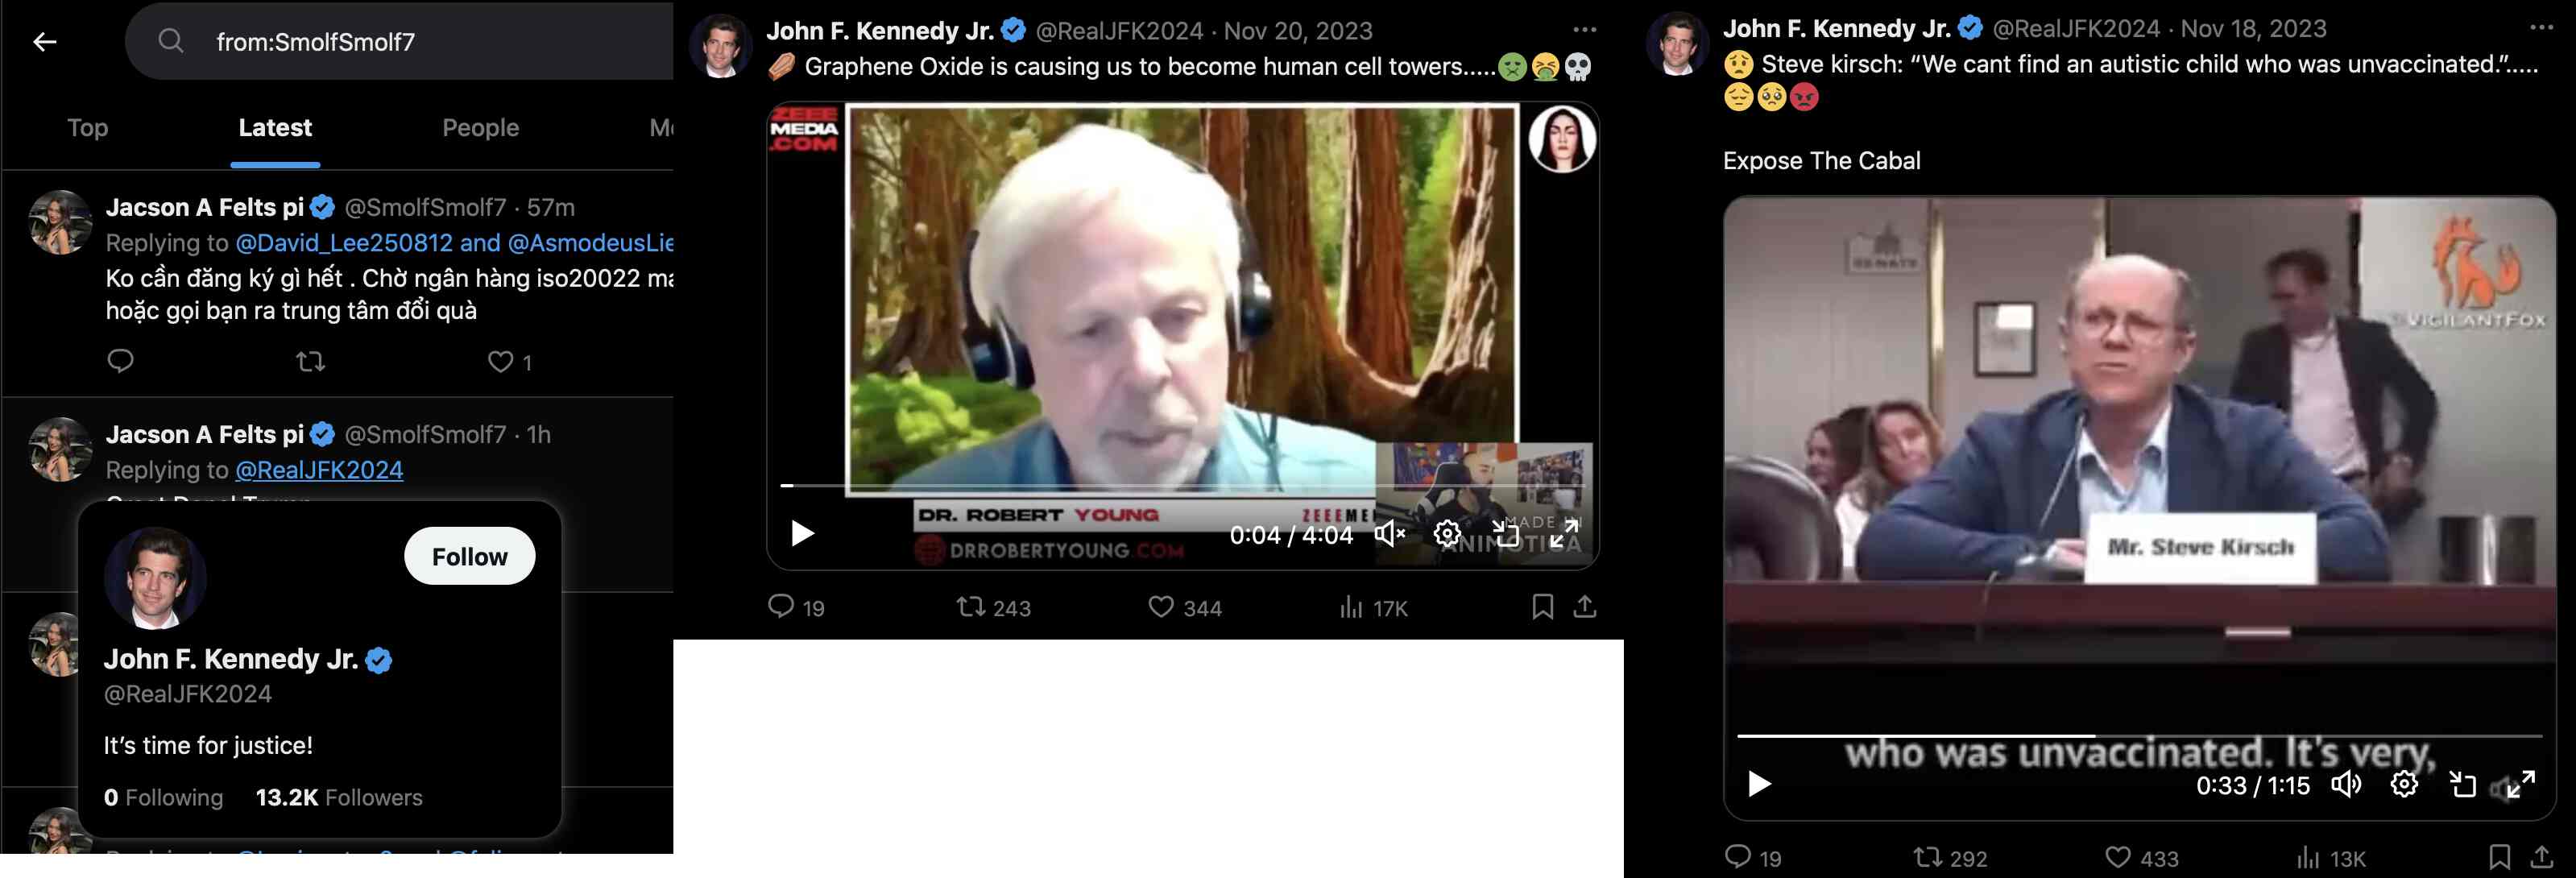 from:SmolfSmolf7
Top
Latest
People
Jacson A Felts pi @SmolfSmolf7 · 57m
Replying to @David_Lee250812 and @AsmodeusLie
Ko cần đăng ký gì hết . Chờ ngân hàng iso20022 ma
hoặc gọi bạn ra trung tâm đổi quà
1
Jacson A Felts pi @SmolfSmolf7 · 1h
Replying to @RealJFK2024
Follow
John F. Kennedy Jr.
@RealJFK2024
It's time for justice!
0 Following 13.2K Followers
John F. Kennedy Jr. @RealJFK2024 · Nov 20, 2023
⚰️ Graphene Oxide is causing us to become human cell towers.....🤢🤮💀
ZEEE
MEDIA
.COM
DR. ROBERT YOUNG
ZEEEME
DRROBERTYOUNG.COM
MADE IN
ANIMOTICA
0:04 / 4:04
19 243 344 17K
John F. Kennedy Jr. @RealJFK2024 · Nov 18, 2023
😟 Steve kirsch: “We cant find an autistic child who was unvaccinated.”.....
😔🥺😡
Expose The Cabal
SENATE
VIGILANTFOX
Mr. Steve Kirsch
who was unvaccinated. It's very,
0:33 / 1:15
19 292 433 13K